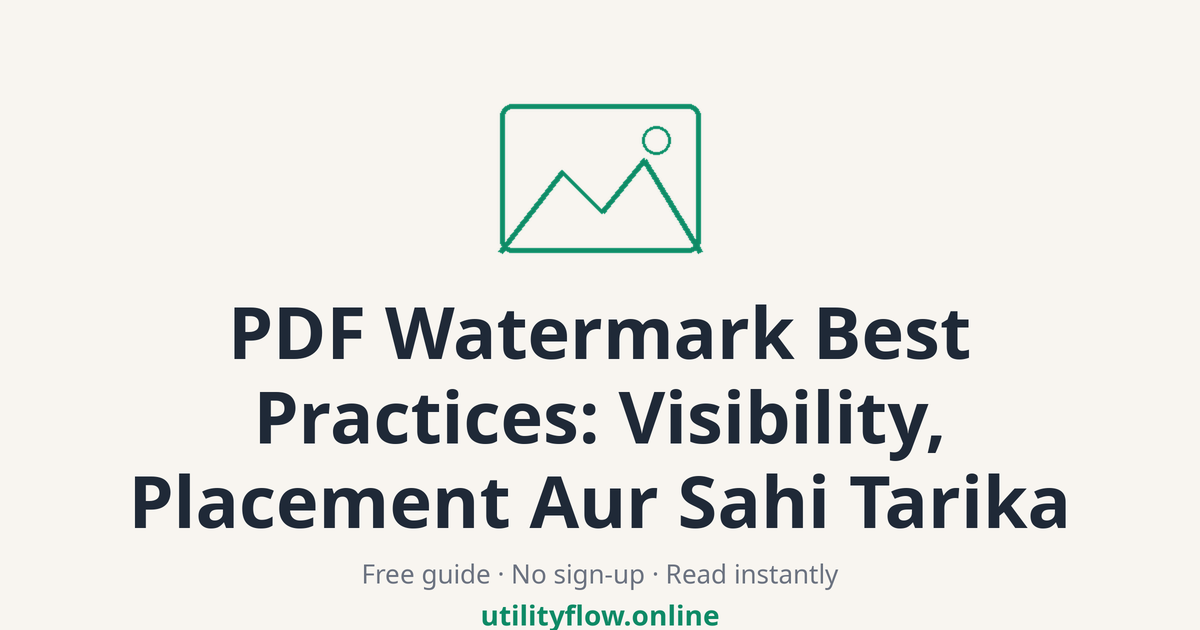 PDF Watermark Best
Practices: Visibility,
Placement Aur Sahi Tarika
Free guide · No sign-up · Read instantly
utilityflow.online